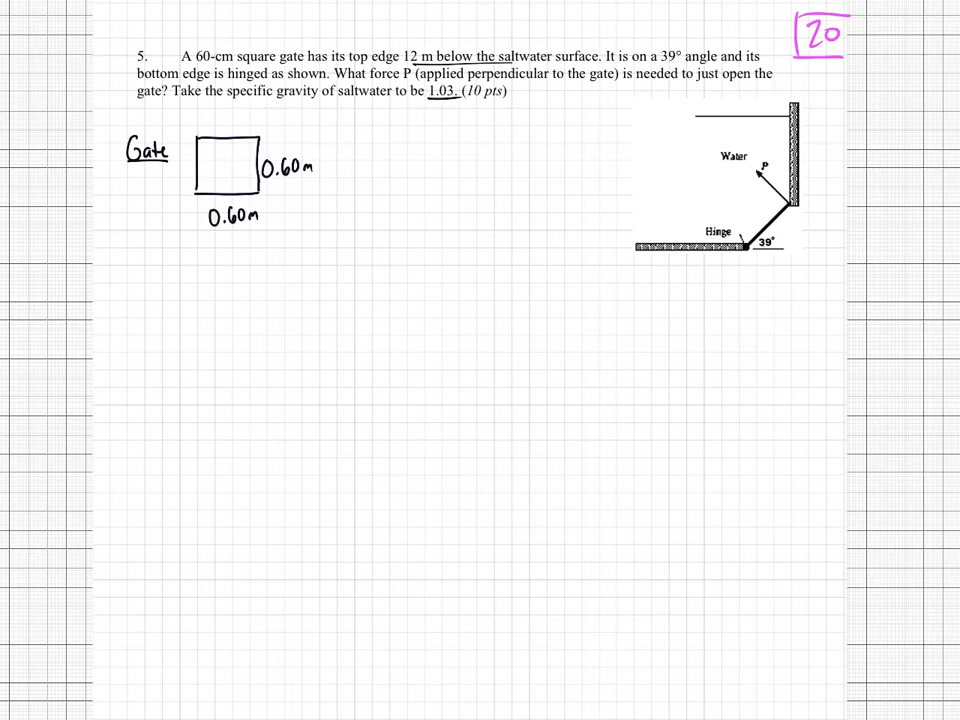 20
5. A 60-cm square gate has its top edge 12 m below the saltwater surface. It is on a 39° angle and its
bottom edge is hinged as shown. What force P (applied perpendicular to the gate) is needed to just open the
gate? Take the specific gravity of saltwater to be 1.03. (10 pts)
Gate
0.60m
0.60m
Water
P
Hinge
39°